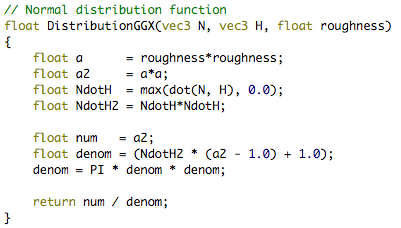 // Normal distribution function
float DistributionGGX(vec3 N, vec3 H, float roughness)
{
    float a      = roughness*roughness;
    float a2     = a*a;
    float NdotH  = max(dot(N, H), 0.0);
    float NdotH2 = NdotH*NdotH;

    float num   = a2;
    float denom = (NdotH2 * (a2 - 1.0) + 1.0);
    denom = PI * denom * denom;

    return num / denom;
}